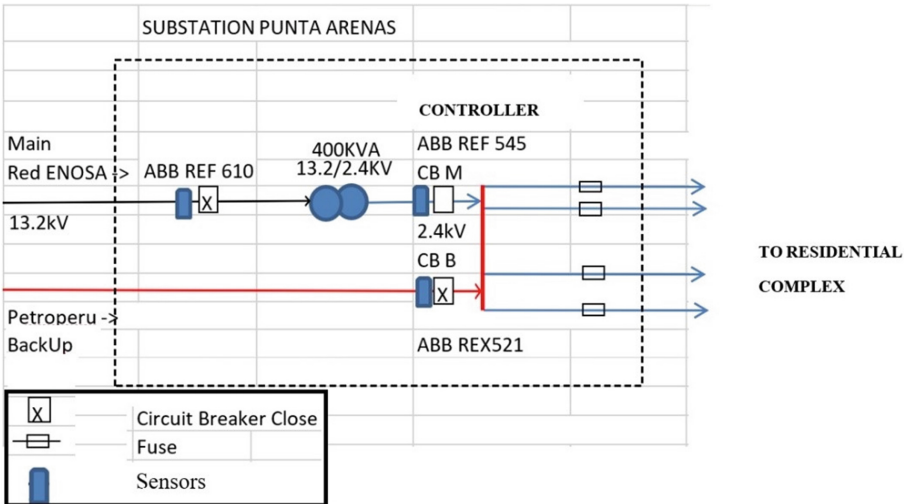 SUBSTATION PUNTA ARENAS
CONTROLLER
Main
400KVA
ABB REF 545
Red ENOSA ->
ABB REF 610
13.2/2.4KV
CB M
X
13.2kV
2.4kV
CB B
X
TO RESIDENTIAL
COMPLEX
Petroperu ->
BackUp
ABB REX521
X
Circuit Breaker Close
Fuse
Sensors